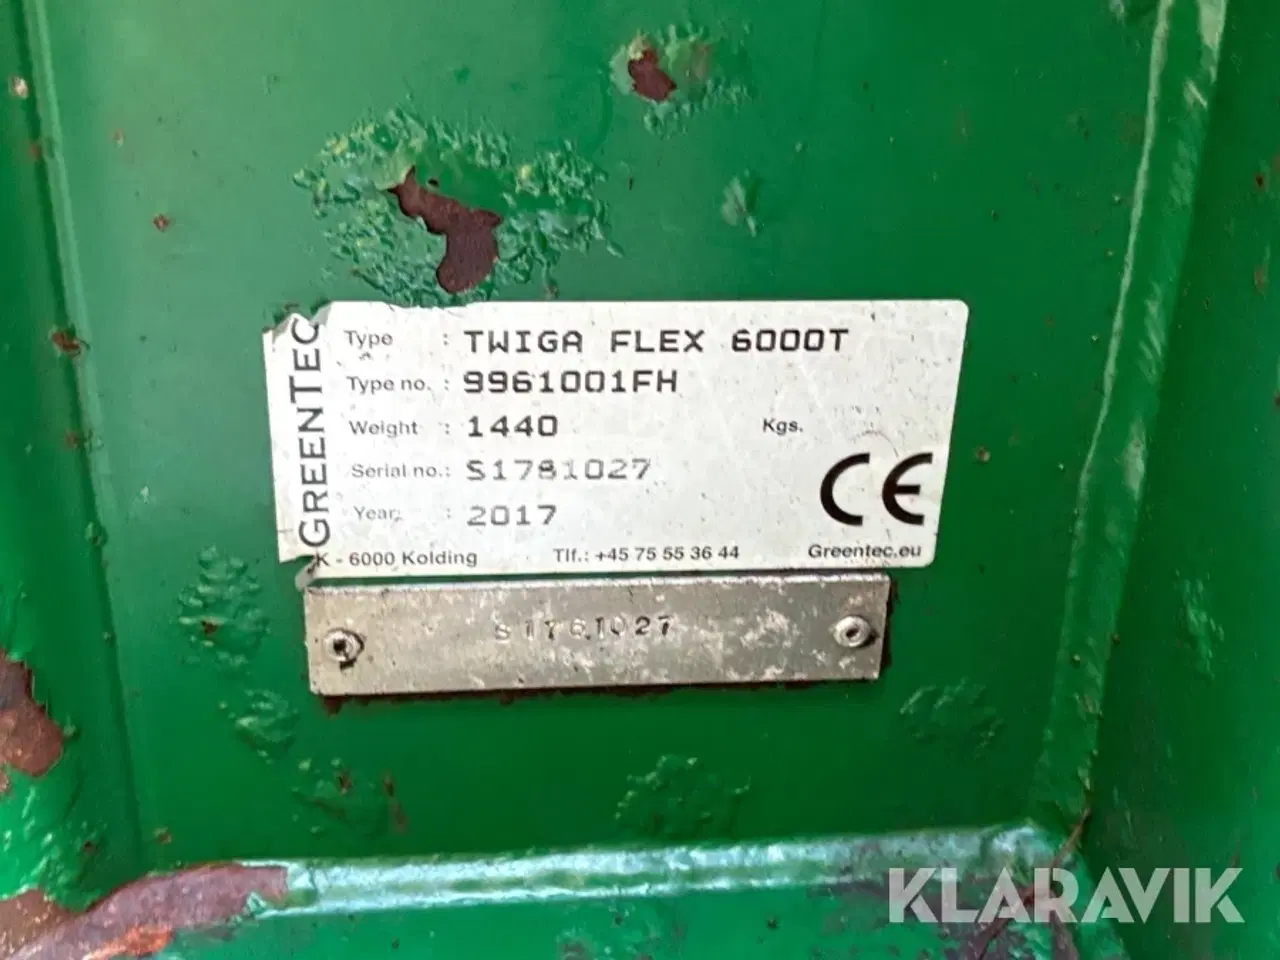 GREENTEC
Type : TWIGA FLEX 6000T
Type no. : 9961001FH
Weight : 1440 Kgs.
Serial no.: S1781027
Year : 2017
CE
K - 6000 Kolding Tlf.: +45 75 55 36 44 Greentec.eu
S1761027
KLARAVIK